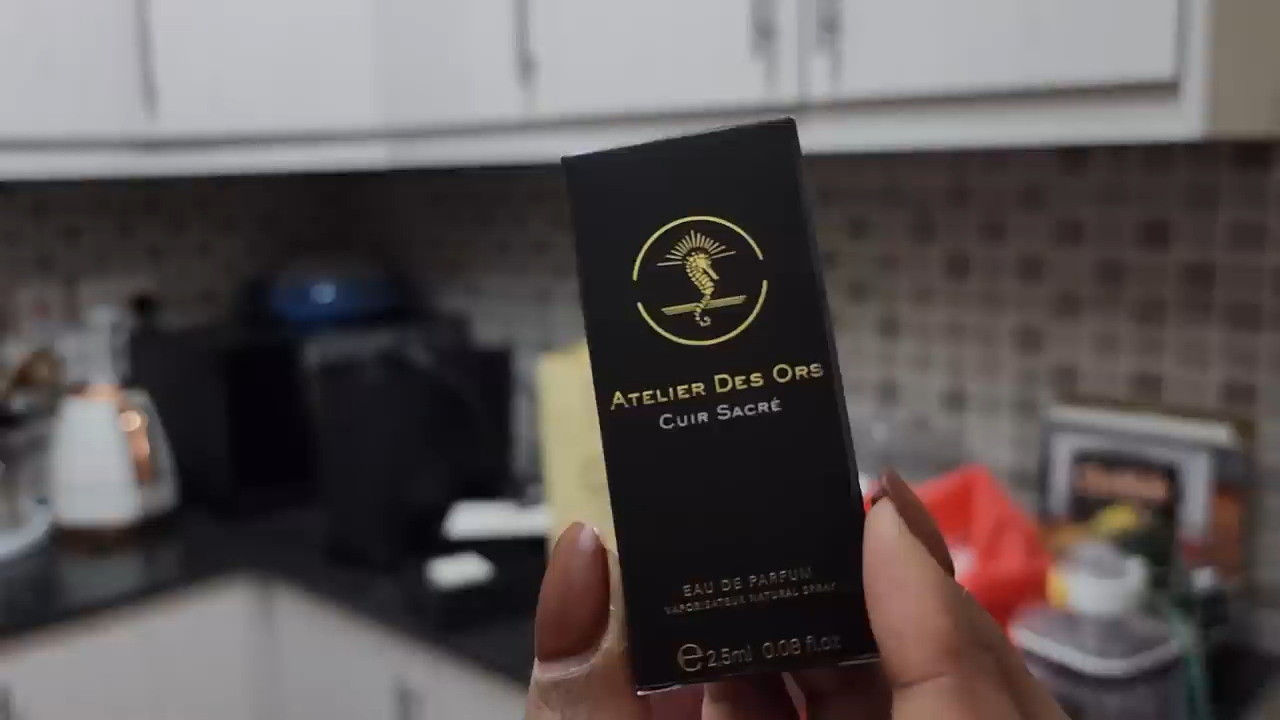 ATELIER DES ORS
CUIR SACRÉ
EAU DE PARFUM
VAPORISATEUR NATURAL SPRAY
℮ 2,5ml 0.08 fl.oz